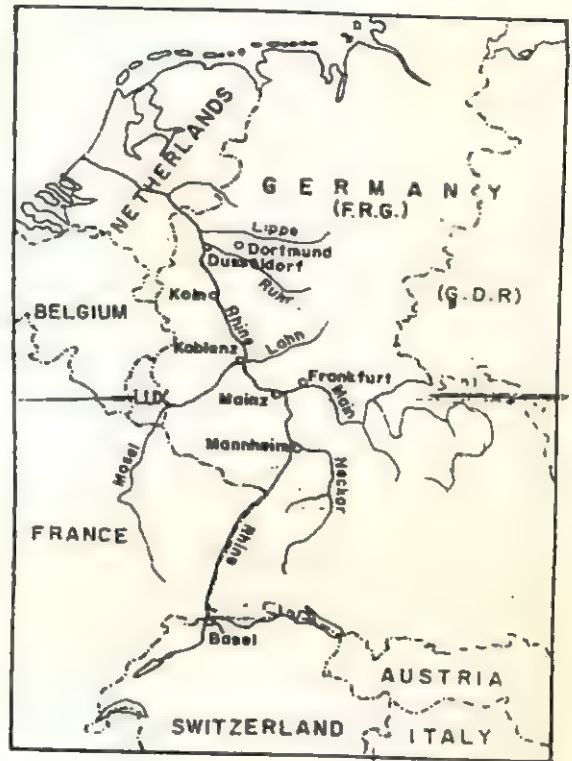 NETHERLANDS
GERMANY
(F.R.G.)
Lippe
Dortmund
Dusseldorf
Ruhr
(G.D.R)
BELGIUM
Koln
Rhine
Lahn
Koblenz
Frankfurt
Mainz
Main
Mannheim
Mosel
Neckar
FRANCE
Rhine
Basel
AUSTRIA
SWITZERLAND
ITALY